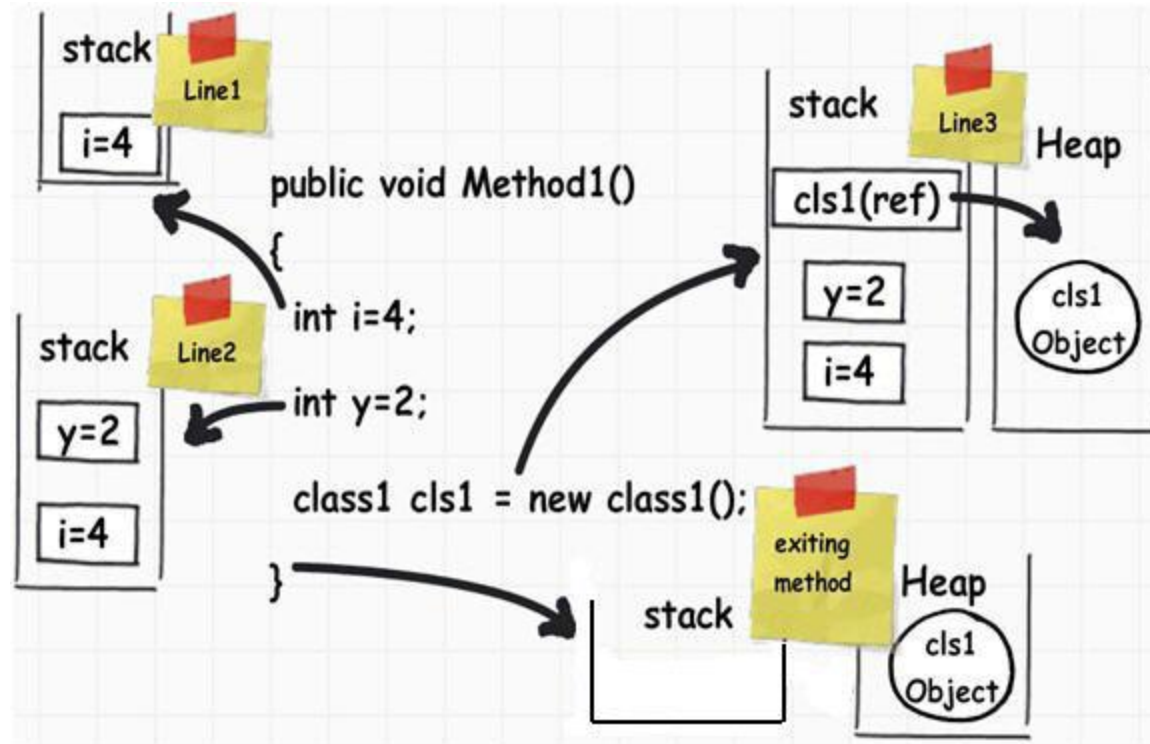 stack
Line1
i=4
public void Method1()
{
int i=4;
int y=2;
class1 cls1 = new class1();
}
stack
Line2
y=2
i=4
stack
Line3
Heap
cls1(ref)
y=2
i=4
cls1
Object
exiting
method
stack
Heap
cls1
Object